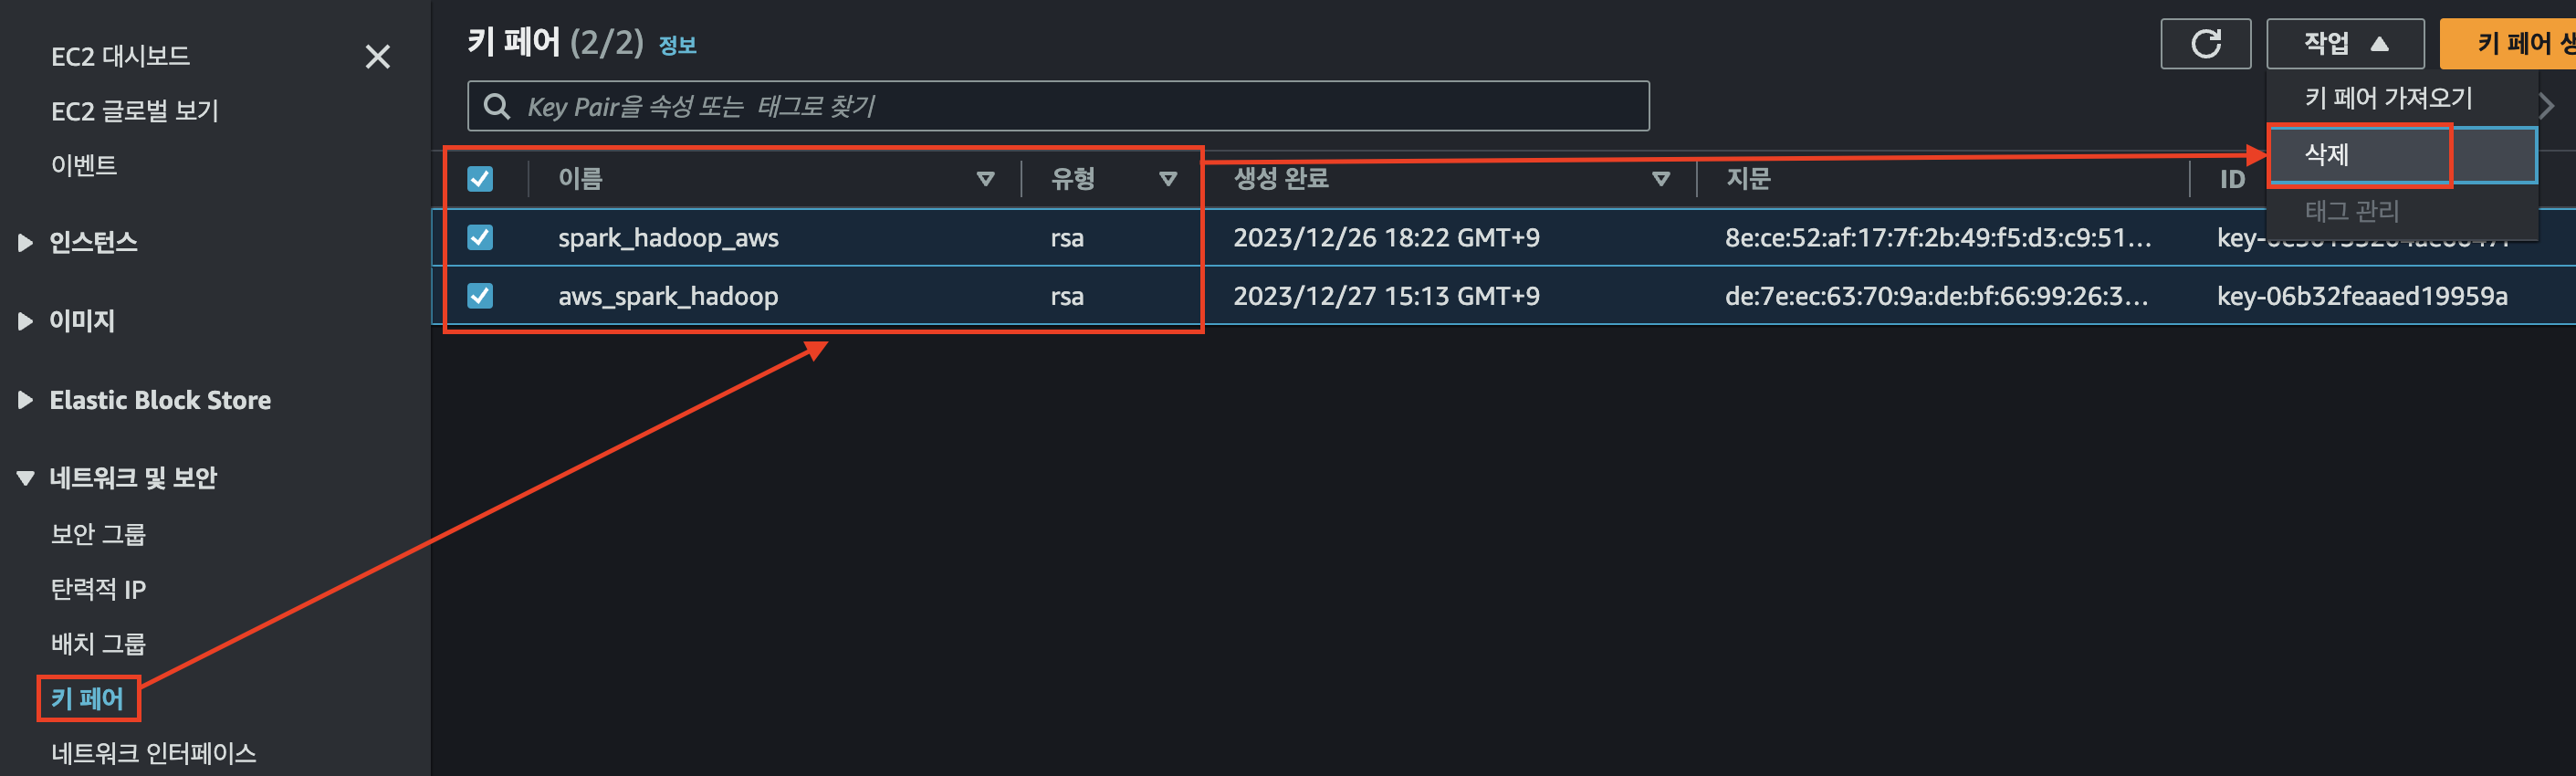 EC2 대시보드
EC2 글로벌 보기
이벤트
인스턴스
이미지
Elastic Block Store
네트워크 및 보안
보안 그룹
탄력적 IP
배치 그룹
키 페어
네트워크 인터페이스
키 페어 (2/2) 정보
작업
키 페어
Key Pair을 속성 또는 태그로 찾기
키 페어 가져오기
삭제
태그 관리
이름 유형 생성 완료 지문 ID
spark_hadoop_aws rsa 2023/12/26 18:22 GMT+9 8e:ce:52:af:17:7f:2b:49:f5:d3:c9:51...
aws_spark_hadoop rsa 2023/12/27 15:13 GMT+9 de:7e:ec:63:70:9a:de:bf:66:99:26:3... key-06b32feaaed19959a